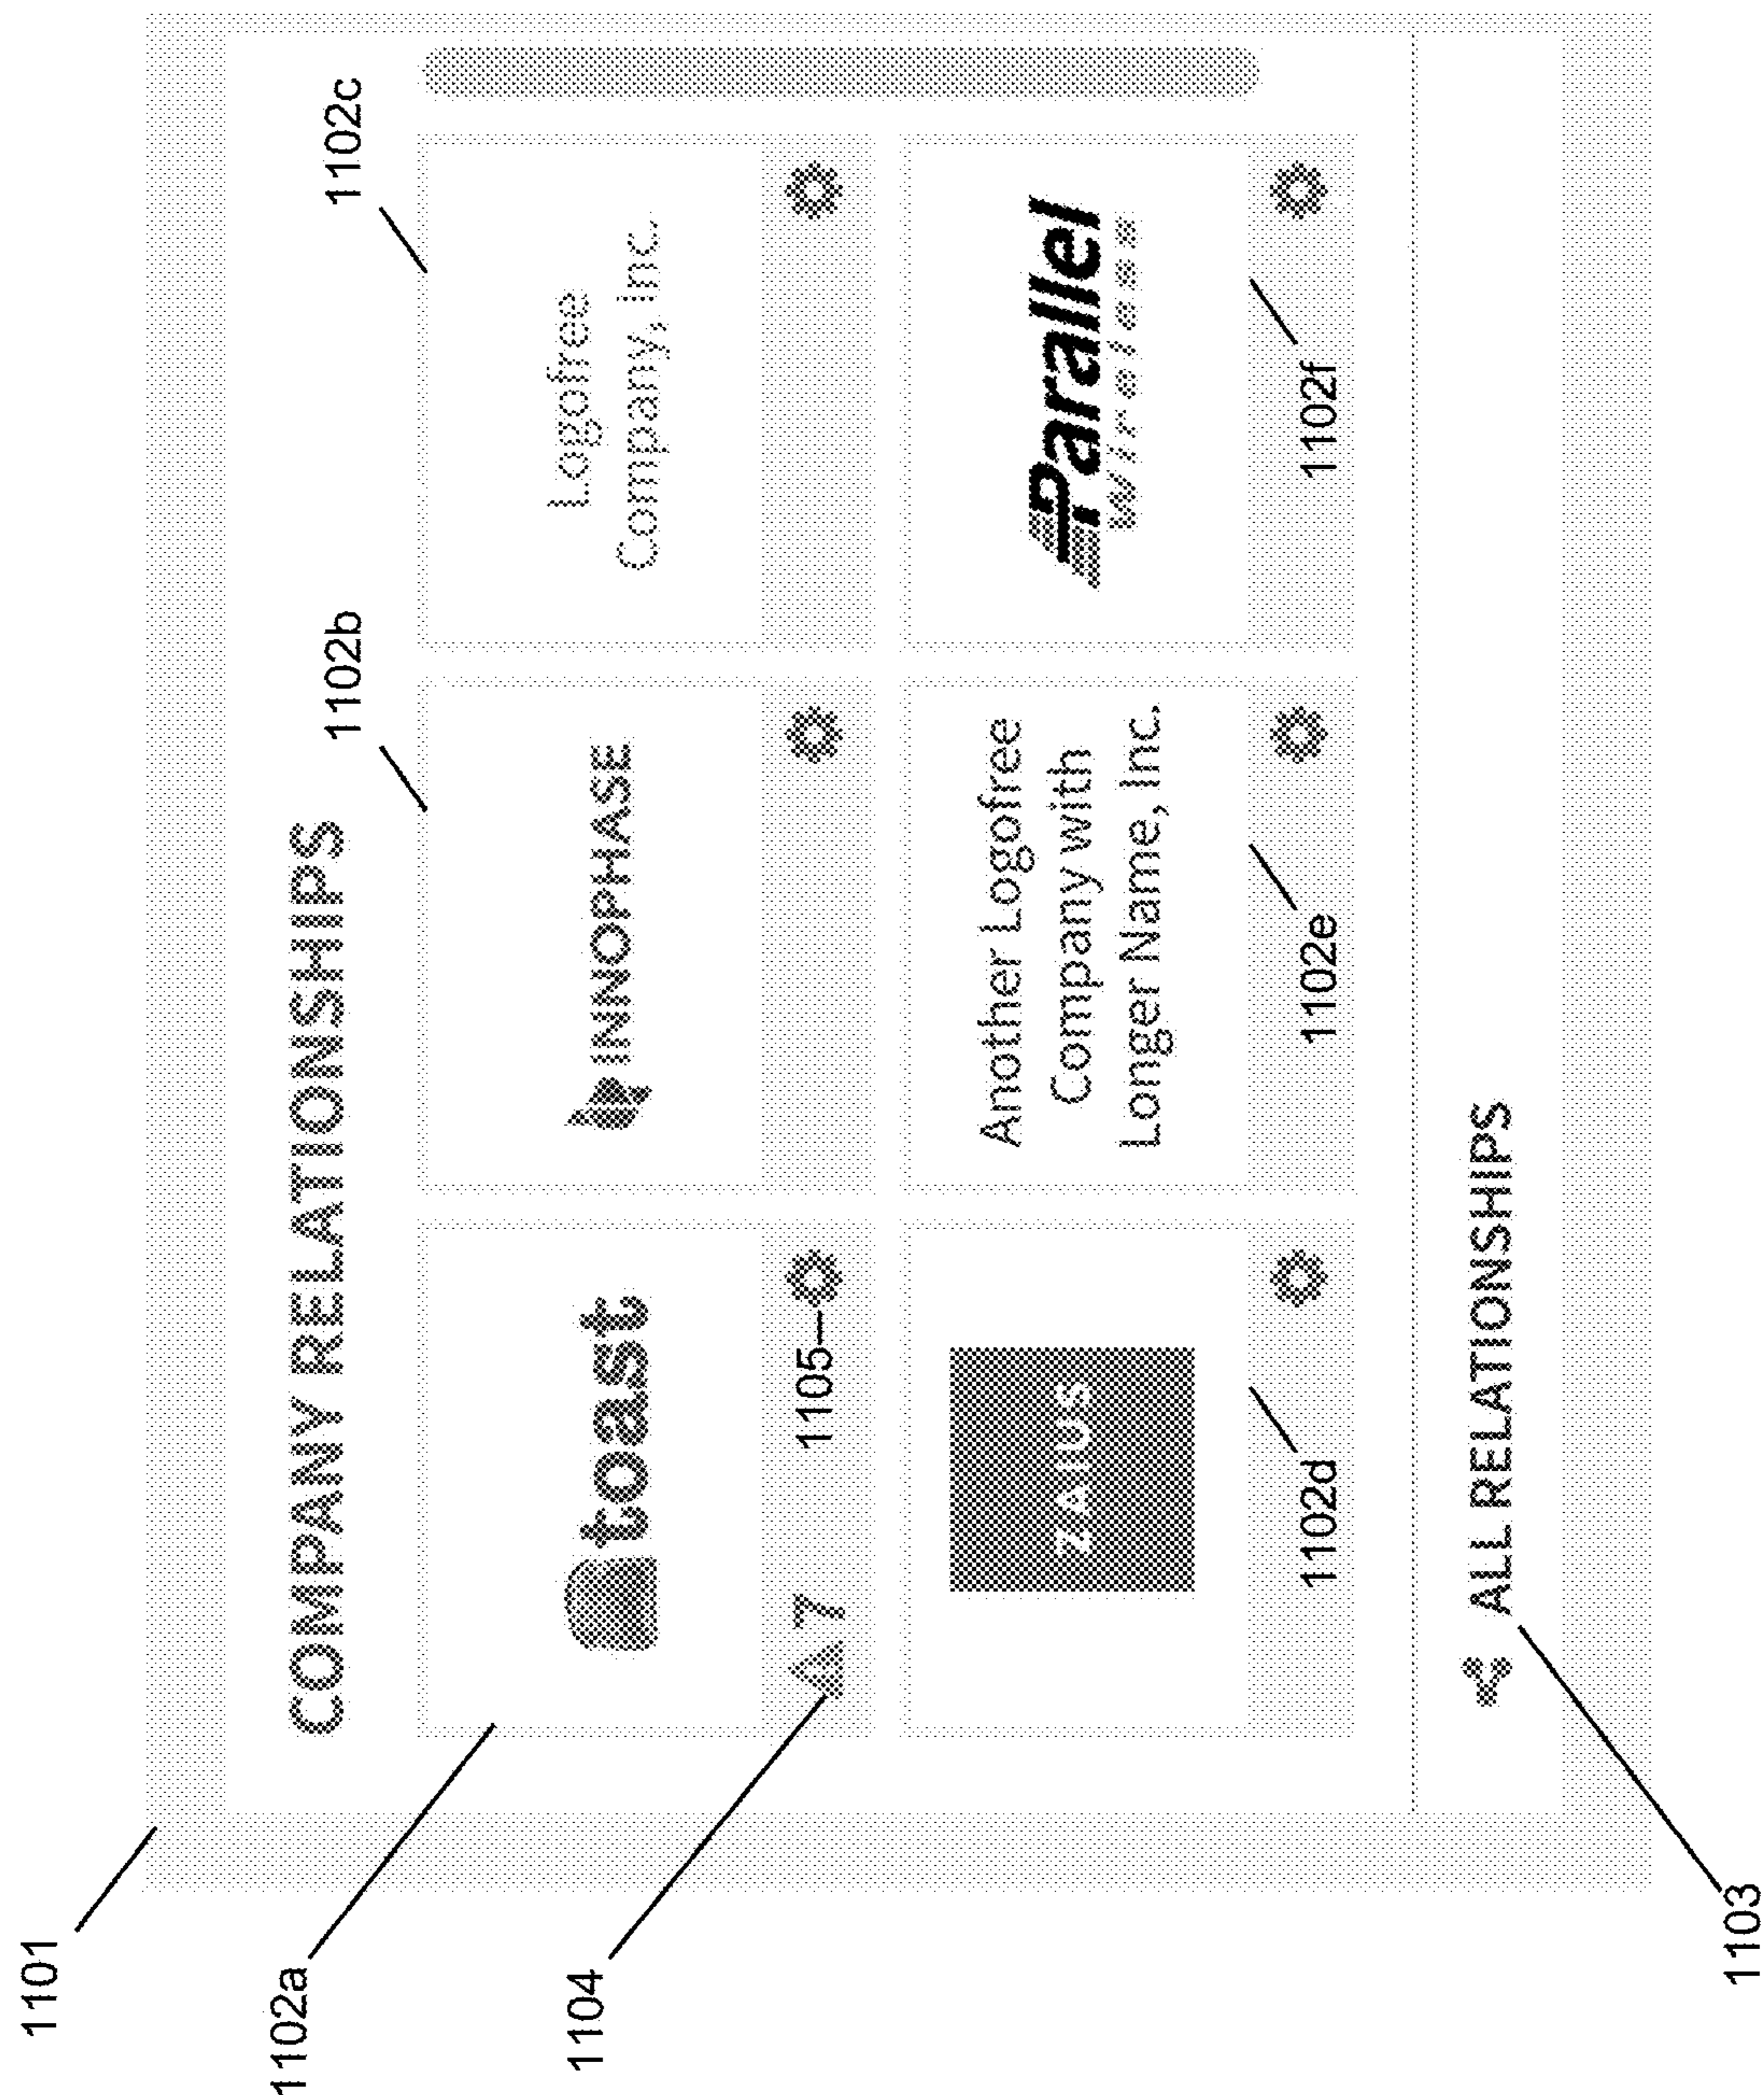 1101
COMPANY RELATIONSHIPS
1102a
1102b
1102c
toast
INNOPHASE
Logofree
Company, Inc.
1104
7
1105
ZAIUS
Another Logofree
Company with
Longer Name, Inc.
Parallel
Wireless
1102d
1102e
1102f
ALL RELATIONSHIPS
1103